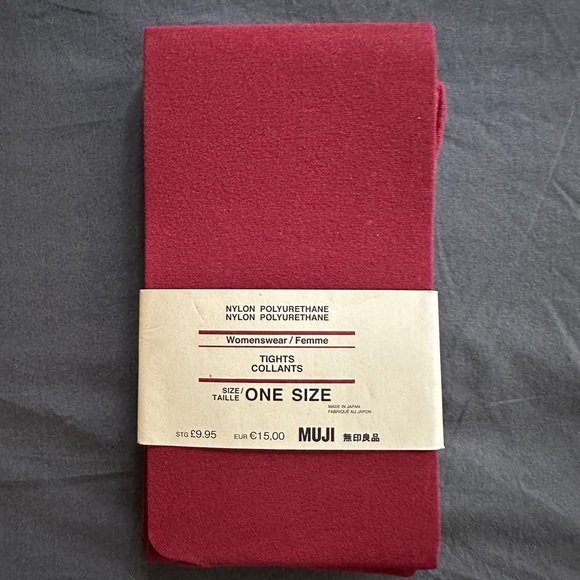 NYLON POLYURETHANE
NYLON POLYURETHANE
Womenswear / Femme
TIGHTS
COLLANTS
SIZE/
TAILLE ONE SIZE
MADE IN JAPAN
FABRIQUÉ AU JAPON
STG £9.95 EUR €15,00 MUJI 無印良品